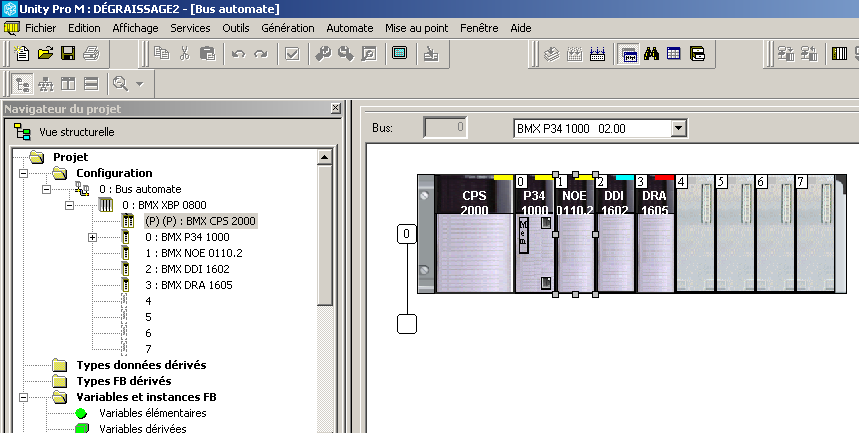 Unity Pro M : DÉGRAISSAGE2 - [Bus automate]
Fichier Edition Affichage Services Outils Génération Automate Mise au point Fenêtre Aide
Navigateur du projet
Vue structurelle
Projet
Configuration
0 : Bus automate
0 : BMX XBP 0800
(P) (P) : BMX CPS 2000
0 : BMX P34 1000
1 : BMX NOE 0110.2
2 : BMX DDI 1602
3 : BMX DRA 1605
4
5
6
7
Types données dérivés
Types FB dérivés
Variables et instances FB
Variables élémentaires
Variables dérivées
Bus: 0 BMX P34 1000 02.00
0 1 2 3 4 5 6 7
CPS P34 NOE DDI DRA
2000 1000 0110.2 1602 1605
Mem
0